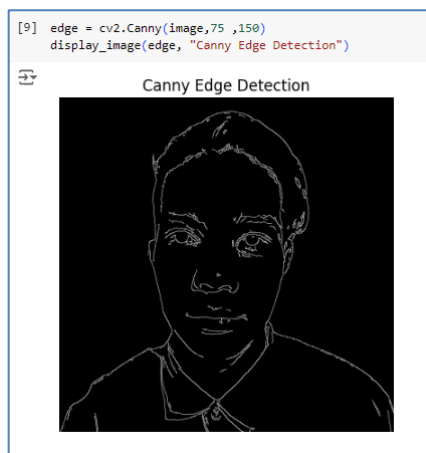 [9] edge = cv2.Canny(image,75 ,150)
display_image(edge, "Canny Edge Detection")
Canny Edge Detection